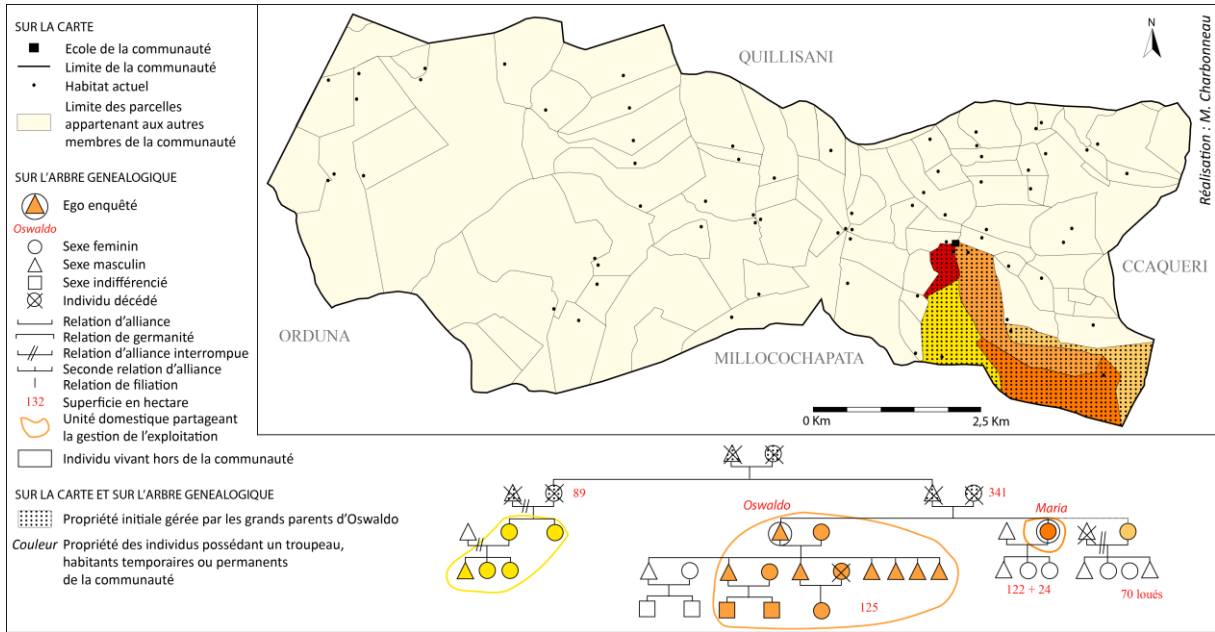 SUR LA CARTE
Ecole de la communauté
Limite de la communauté
Habitat actuel
Limite des parcelles
appartenant aux autres
membres de la communauté
SUR L'ARBRE GENEALOGIQUE
Ego enquêté
Oswaldo
Sexe feminin
Sexe masculin
Sexe indifférencié
Individu décédé
Relation d'alliance
Relation de germanité
Relation d'alliance interrompue
Seconde relation d'alliance
Relation de filiation
132 Superficie en hectare
Unité domestique partageant
la gestion de l'exploitation
Individu vivant hors de la communauté
SUR LA CARTE ET SUR L'ARBRE GENEALOGIQUE
Propriété initiale gérée par les grands parents d'Oswaldo
Couleur Propriété des individus possédant un troupeau,
habitants temporaires ou permanents
de la communauté
QUILLISANI
N
Réalisation : M. Charbonneau
CCAQUERI
ORDUNA
MILLOCOCHAPATA
0 Km 2,5 Km
89
341
Oswaldo
Maria
125
122 + 24
70 loués